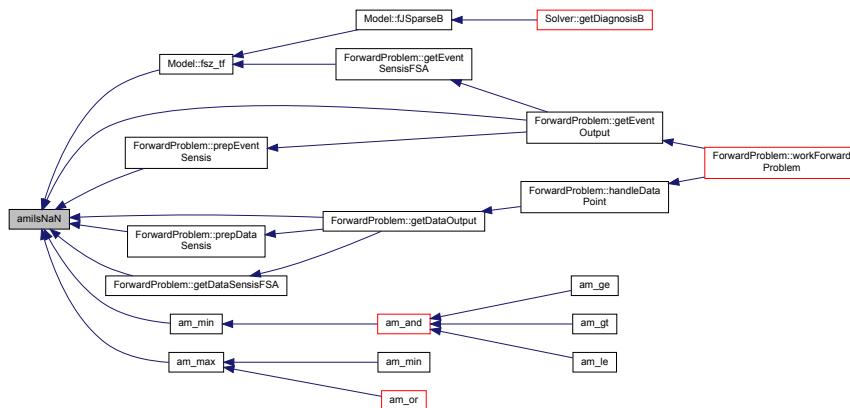 Model::fJSparseB
Solver::getDiagnosisB
Model::fsz_tf
ForwardProblem::getEvent
SensisFSA
ForwardProblem::getEvent
Output
ForwardProblem::prepEvent
Sensis
ForwardProblem::workForward
Problem
ForwardProblem::handleData
Point
amiIsNaN
ForwardProblem::getDataOutput
ForwardProblem::prepData
Sensis
ForwardProblem::getDataSensisFSA
am_ge
am_min
am_and
am_gt
am_le
am_max
am_min
am_or